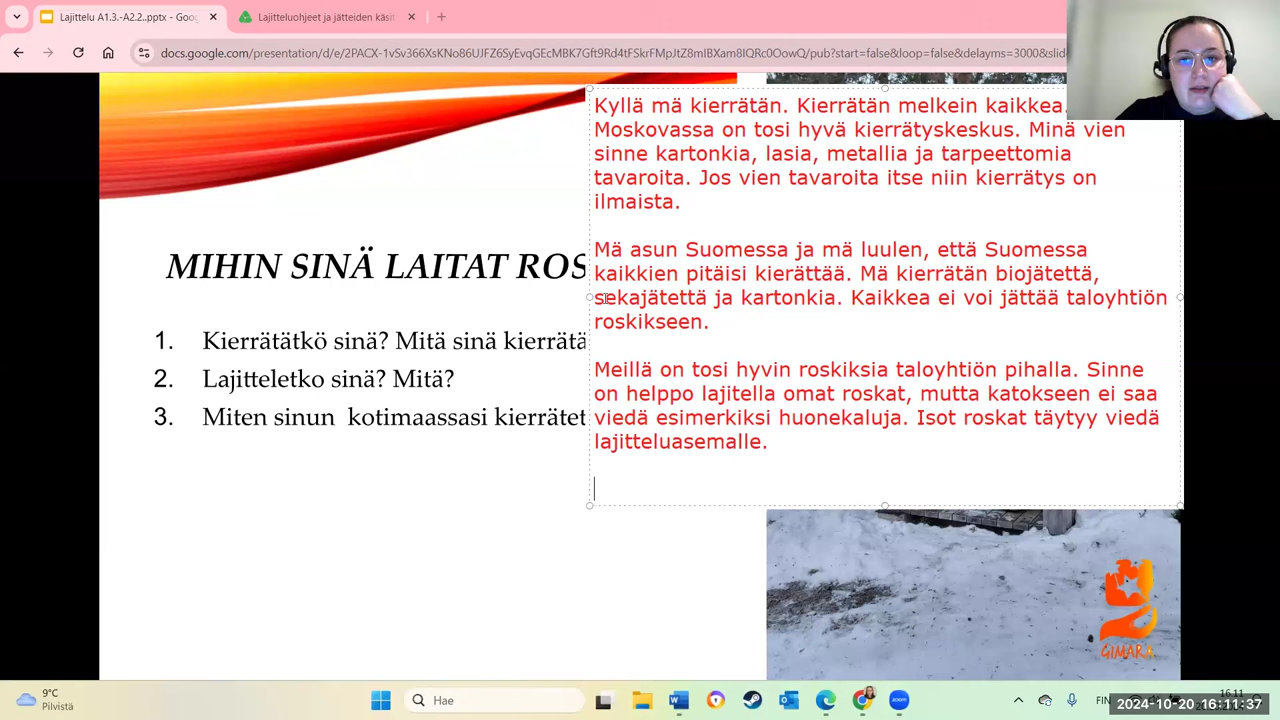 Lajittelu A1.3.-A2.2..pptx - Goog
Lajitteluohjeet ja jätteiden käsit
docs.google.com/presentation/d/e/2PACX-1vSv366XsKNo86UJFZ6SyEvqGEcMBK7Gft9Rd4tFSkrFMpJtZ8mIBXam8IQRc0OowQ/pub?start=false&loop=false&delayms=3000&slid
Kyllä mä kierrätän. Kierrätän melkein kaikkea.
Moskovassa on tosi hyvä kierrätyskeskus. Minä vien
sinne kartonkia, lasia, metallia ja tarpeettomia
tavaroita. Jos vien tavaroita itse niin kierrätys on
ilmaista.
Mä asun Suomessa ja mä luulen, että Suomessa
kaikkien pitäisi kierättää. Mä kierrätän biojätettä,
sekajätettä ja kartonkia. Kaikkea ei voi jättää taloyhtiön
roskikseen.
Meillä on tosi hyvin roskiksia taloyhtiön pihalla. Sinne
on helppo lajitella omat roskat, mutta katokseen ei saa
viedä esimerkiksi huonekaluja. Isot roskat täytyy viedä
lajitteluasemalle.
MIHIN SINÄ LAITAT ROS
1. Kierrätätkö sinä? Mitä sinä kierrätä
2. Lajitteletko sinä? Mitä?
3. Miten sinun kotimaassasi kierrätet
GIMARA
9°C
Pilvistä
Hae
FIN
16.11
2024-10-20 16:11:37